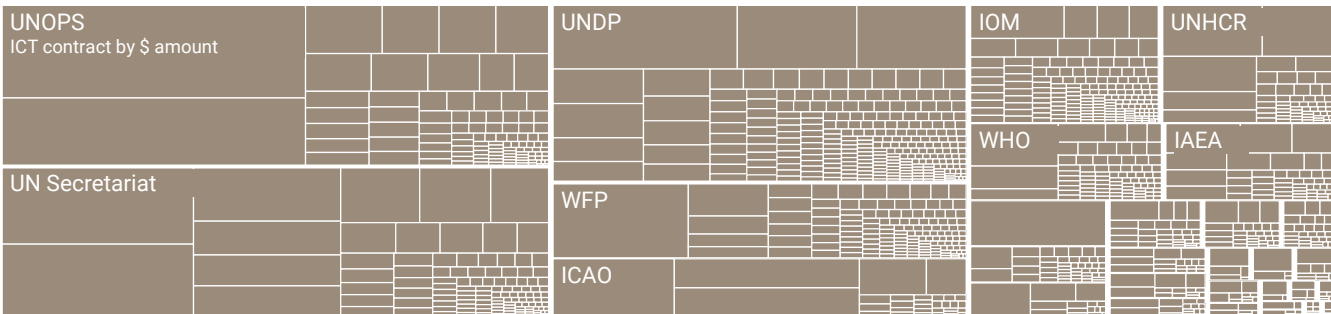 UNOPS
ICT contract by $ amount
UNDP
IOM
UNHCR
WHO
IAEA
UN Secretariat
WFP
ICAO